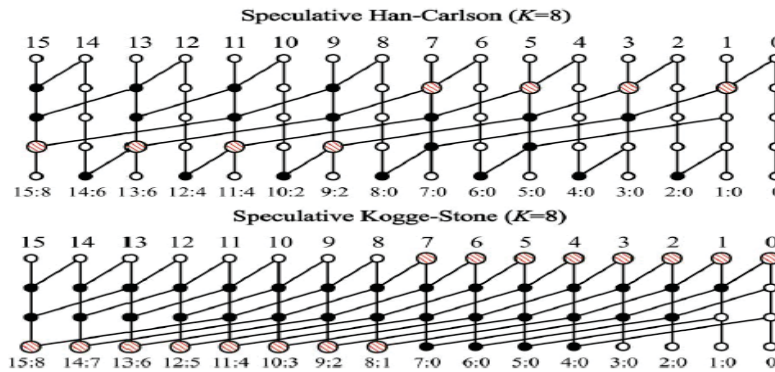 Speculative Han-Carlson (K=8)
15 14 13 12 11 10 9 8 7 6 5 4 3 2 1 0
15:8 14:6 13:6 12:4 11:4 10:2 9:2 8:0 7:0 6:0 5:0 4:0 3:0 2:0 1:0 0
Speculative Kogge-Stone (K=8)
15 14 13 12 11 10 9 8 7 6 5 4 3 2 1 0
15:8 14:7 13:6 12:5 11:4 10:3 9:2 8:1 7:0 6:0 5:0 4:0 3:0 2:0 1:0 0